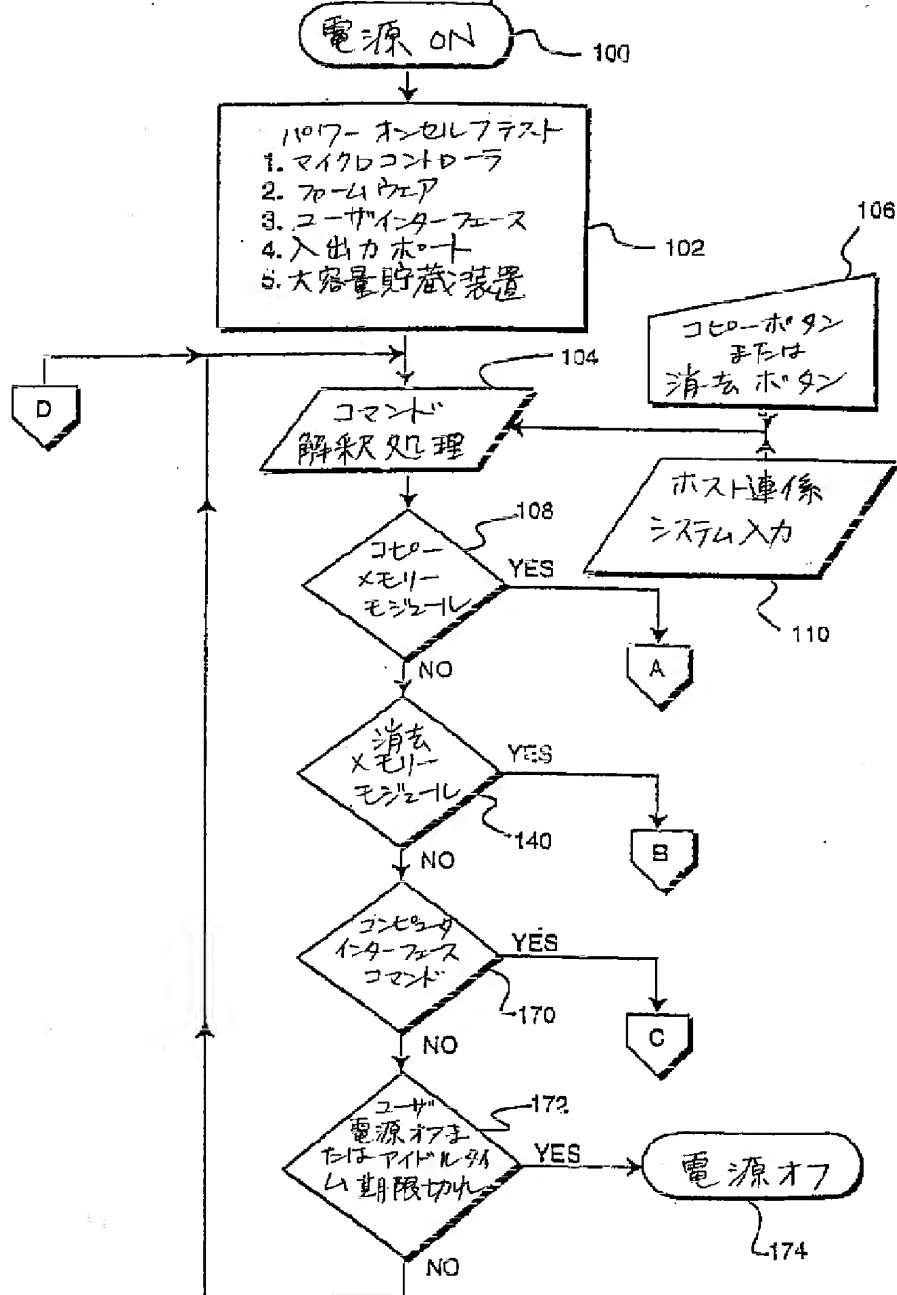 電源 ON
100
パワーオンセルフテスト
1. マイクロコントローラ
2. ファームウェア
3. ユーザインターフェース
4. 入出力ポート
5. 大容量貯蔵装置
102
106
コピーボタン
または
消去ボタン
D
104
コマンド
解釈処理
ホスト連係
システム入力
110
108
コピー
メモリー
モジュール
YES
A
NO
消去
メモリー
モジュール
YES
140
B
NO
コンピュータ
インターフェース
コマンド
YES
170
C
NO
172
ユーザ
電源オフま
たはアイドルタイ
ム期限切れ
YES
電源オフ
174
NO